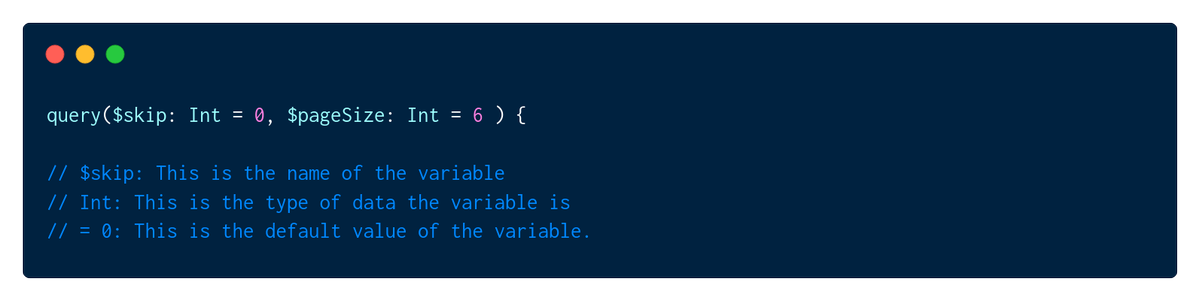 query($skip: Int = 0, $pageSize: Int = 6 ) {
// $skip: This is the name of the variable
// Int: This is the type of data the variable is
// = 0: This is the default value of the variable.